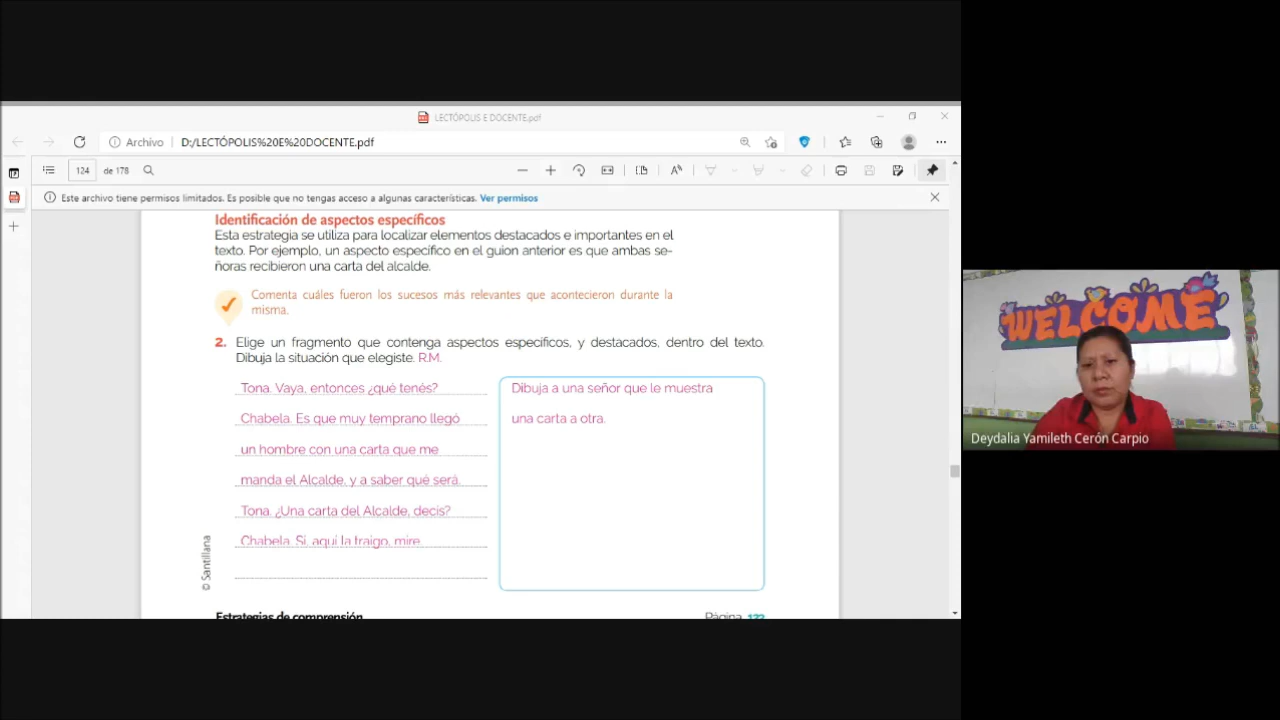 LECTÓPOLIS E DOCENTE.pdf
Archivo D:/LECTÓPOLIS%20E%20DOCENTE.pdf
124 de 178
Este archivo tiene permisos limitados. Es posible que no tengas acceso a algunas características. Ver permisos
Identificación de aspectos específicos
Esta estrategia se utiliza para localizar elementos destacados e importantes en el
texto. Por ejemplo, un aspecto específico en el guion anterior es que ambas se-
ñoras recibieron una carta del alcalde.
Comenta cuáles fueron los sucesos más relevantes que acontecieron durante la
misma.
2. Elige un fragmento que contenga aspectos específicos, y destacados, dentro del texto.
Dibuja la situación que elegiste. R.M.
Tona. Vaya, entonces ¿qué tenés?
Chabela. Es que muy temprano llegó
un hombre con una carta que me
manda el Alcalde, y a saber qué será.
Tona. ¿Una carta del Alcalde, decís?
Chabela. Sí, aquí la traigo, mire.
Dibuja a una señor que le muestra
una carta a otra.
© Santillana
Estrategias de comprensión
Página 123
WELCOME
Deydalia Yamileth Cerón Carpio